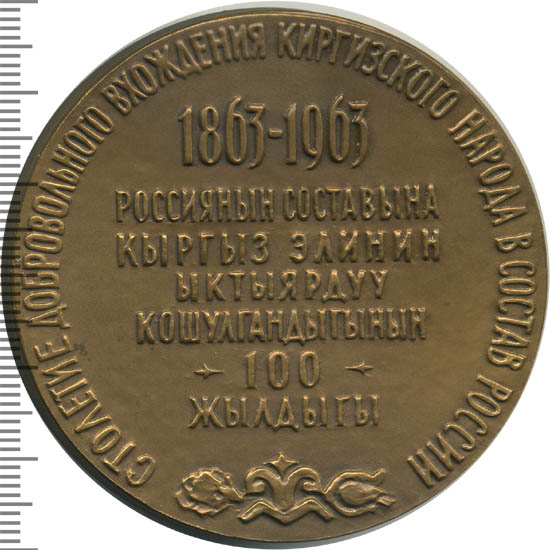 СТОЛЕТИЕ ДОБРОВОЛЬНОГО ВХОЖДЕНИЯ КИРГИЗСКОГО НАРОДА В СОСТАВ РОССИИ
1863-1963
РОССИЯНЫН СОСТАВЫНА
КЫРГЫЗ ЭЛИНИН
ЫКТЫЯРДУУ
КОШУЛГАНДЫГЫНЫН
100
ЖЫЛДЫГЫ